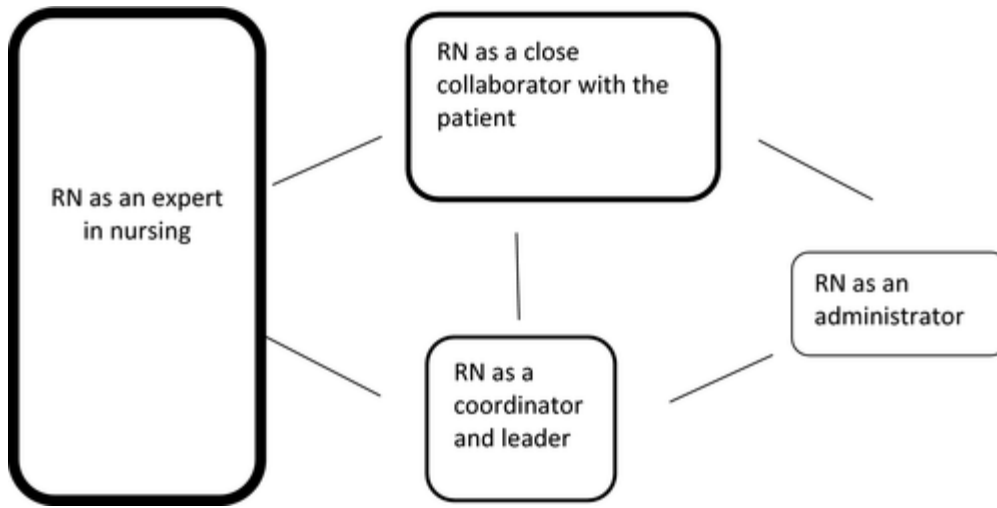 RN as an expert
in nursing
RN as a close
collaborator with the
patient
RN as an
administrator
RN as a
coordinator
and leader